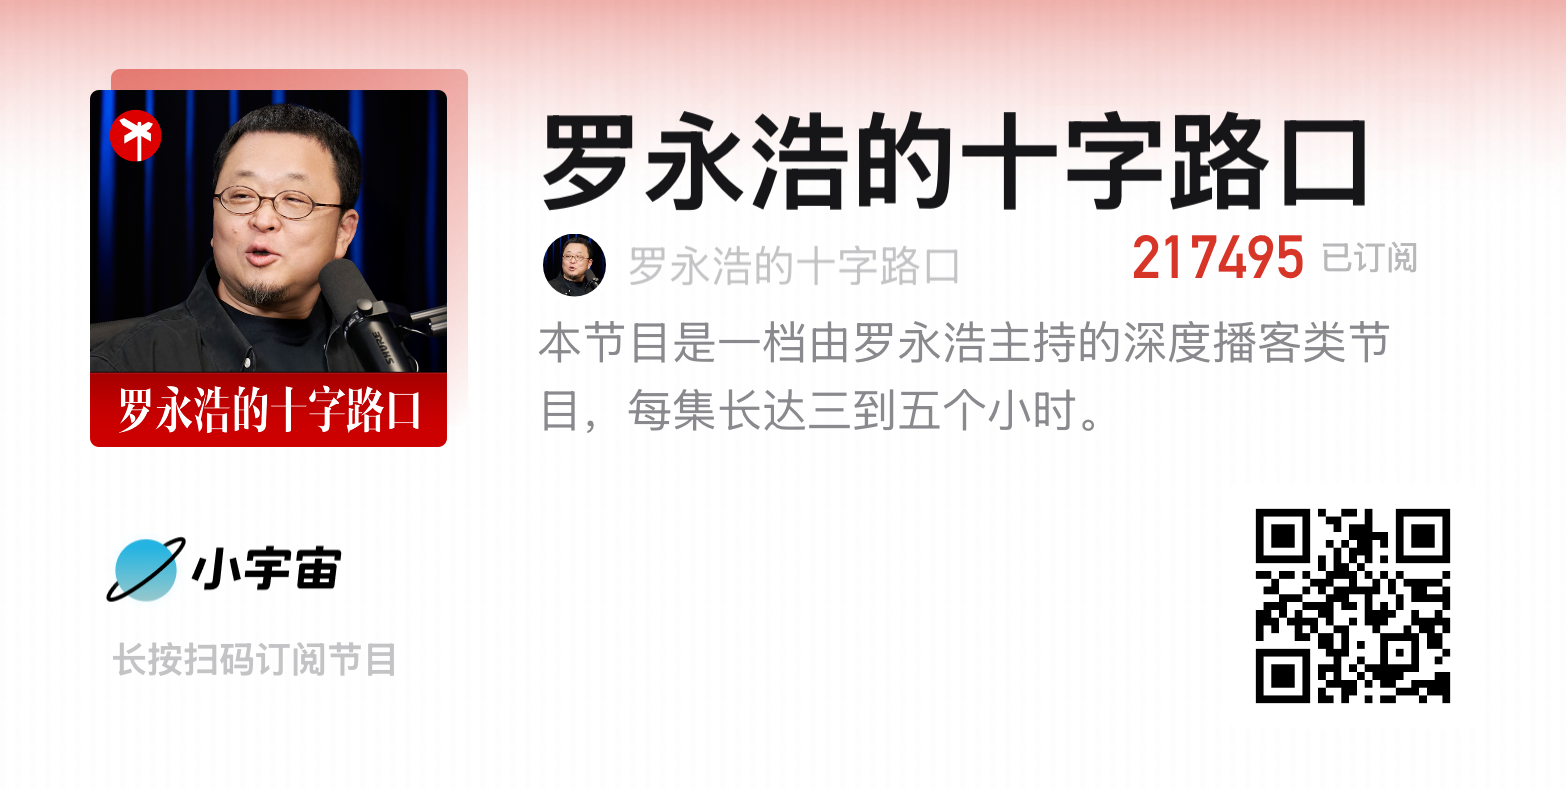 罗永浩的十字路口
罗永浩的十字路口
217495 已订阅
本节目是一档由罗永浩主持的深度播客类节
目，每集长达三到五个小时。
SHURE
罗永浩的十字路口
小宇宙
长按扫码订阅节目